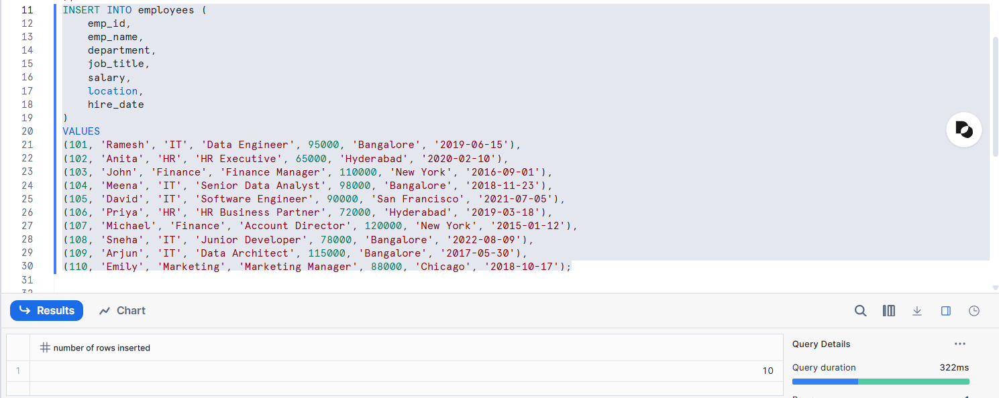 11 INSERT INTO employees (
12 emp_id,
13 emp_name,
14 department,
15 job_title,
16 salary,
17 location,
18 hire_date
19 )
20 VALUES
21 (101, 'Ramesh', 'IT', 'Data Engineer', 95000, 'Bangalore', '2019-06-15'),
22 (102, 'Anita', 'HR', 'HR Executive', 65000, 'Hyderabad', '2020-02-10'),
23 (103, 'John', 'Finance', 'Finance Manager', 110000, 'New York', '2016-09-01'),
24 (104, 'Meena', 'IT', 'Senior Data Analyst', 98000, 'Bangalore', '2018-11-23'),
25 (105, 'David', 'IT', 'Software Engineer', 90000, 'San Francisco', '2021-07-05'),
26 (106, 'Priya', 'HR', 'HR Business Partner', 72000, 'Hyderabad', '2019-03-18'),
27 (107, 'Michael', 'Finance', 'Account Director', 120000, 'New York', '2015-01-12'),
28 (108, 'Sneha', 'IT', 'Junior Developer', 78000, 'Bangalore', '2022-08-09'),
29 (109, 'Arjun', 'IT', 'Data Architect', 115000, 'Bangalore', '2017-05-30'),
30 (110, 'Emily', 'Marketing', 'Marketing Manager', 88000, 'Chicago', '2018-10-17');
31
Results Chart
# number of rows inserted
1 10
Query Details ...
Query duration 322ms